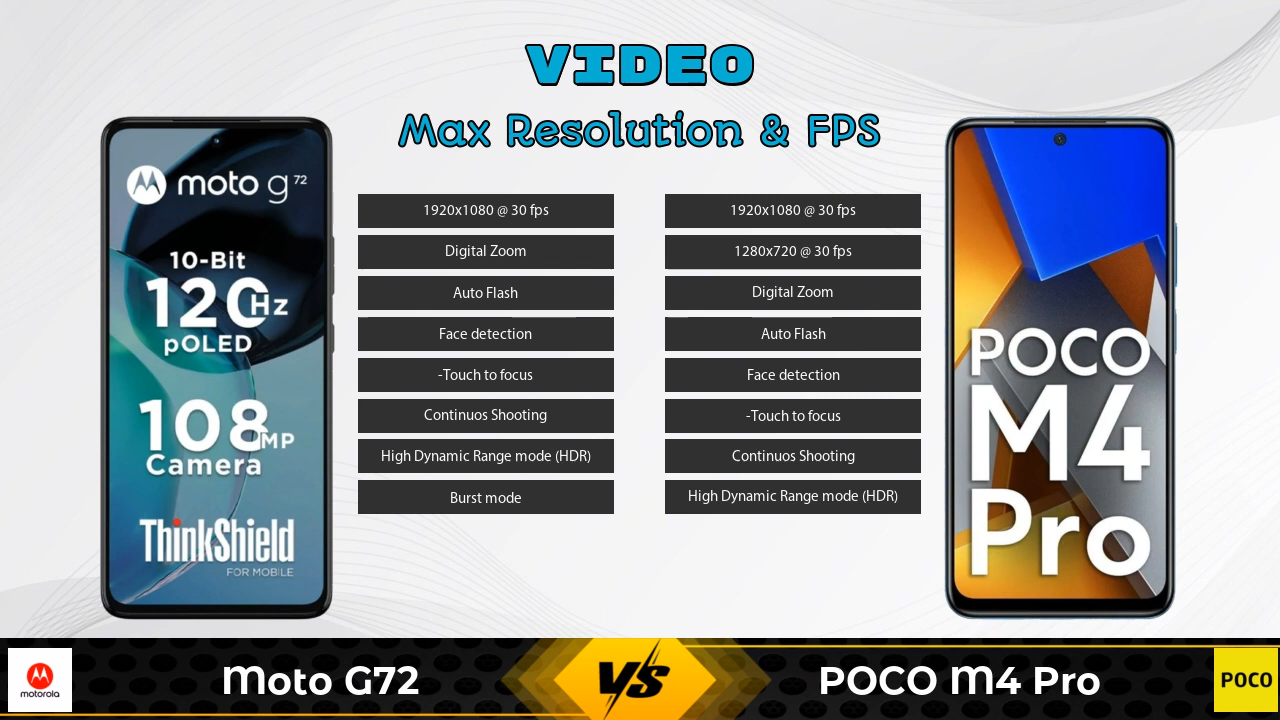 VIDEO
Max Resolution & FPS
moto g72
10-Bit
120Hz
pOLED
108MP
Camera
ThinkShield
FOR MOBILE
1920x1080 @ 30 fps
Digital Zoom
Auto Flash
Face detection
-Touch to focus
Continuos Shooting
High Dynamic Range mode (HDR)
Burst mode
1920x1080 @ 30 fps
1280x720 @ 30 fps
Digital Zoom
Auto Flash
Face detection
-Touch to focus
Continuos Shooting
High Dynamic Range mode (HDR)
POCO
M4
Pro
motorola
Moto G72
VS
POCO M4 Pro
POCO